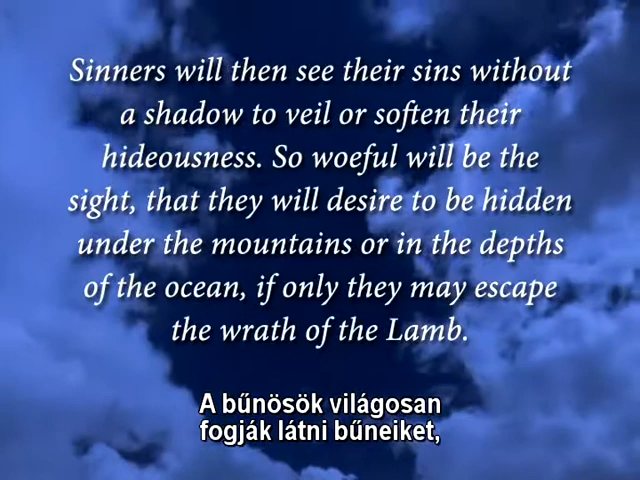 Sinners will then see their sins without
a shadow to veil or soften their
hideousness. So woeful will be the
sight, that they will desire to be hidden
under the mountains or in the depths
of the ocean, if only they may escape
the wrath of the Lamb.
A bűnösök világosan
fogják látni bűneiket,